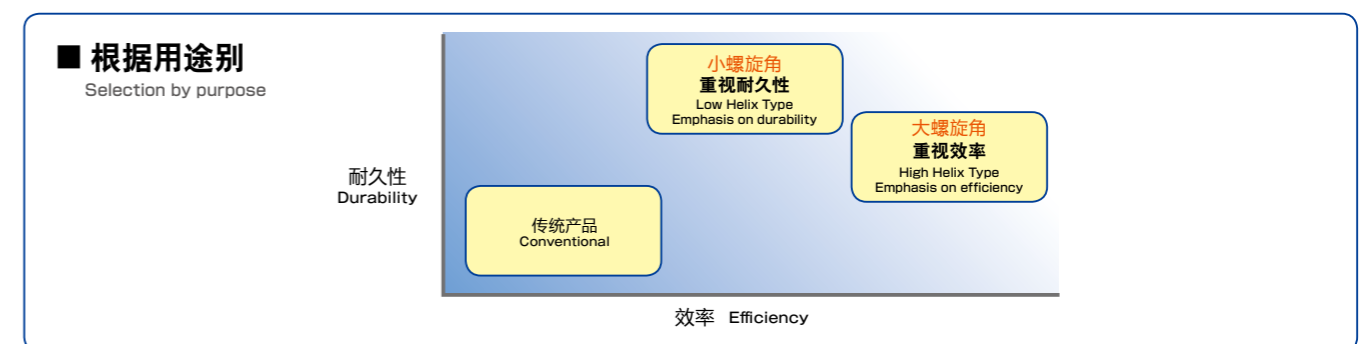 ■ 根据用途别
Selection by purpose
小螺旋角
重视耐久性
Low Helix Type
Emphasis on durability
大螺旋角
重视效率
High Helix Type
Emphasis on efficiency
耐久性
Durability
传统产品
Conventional
效率 Efficiency